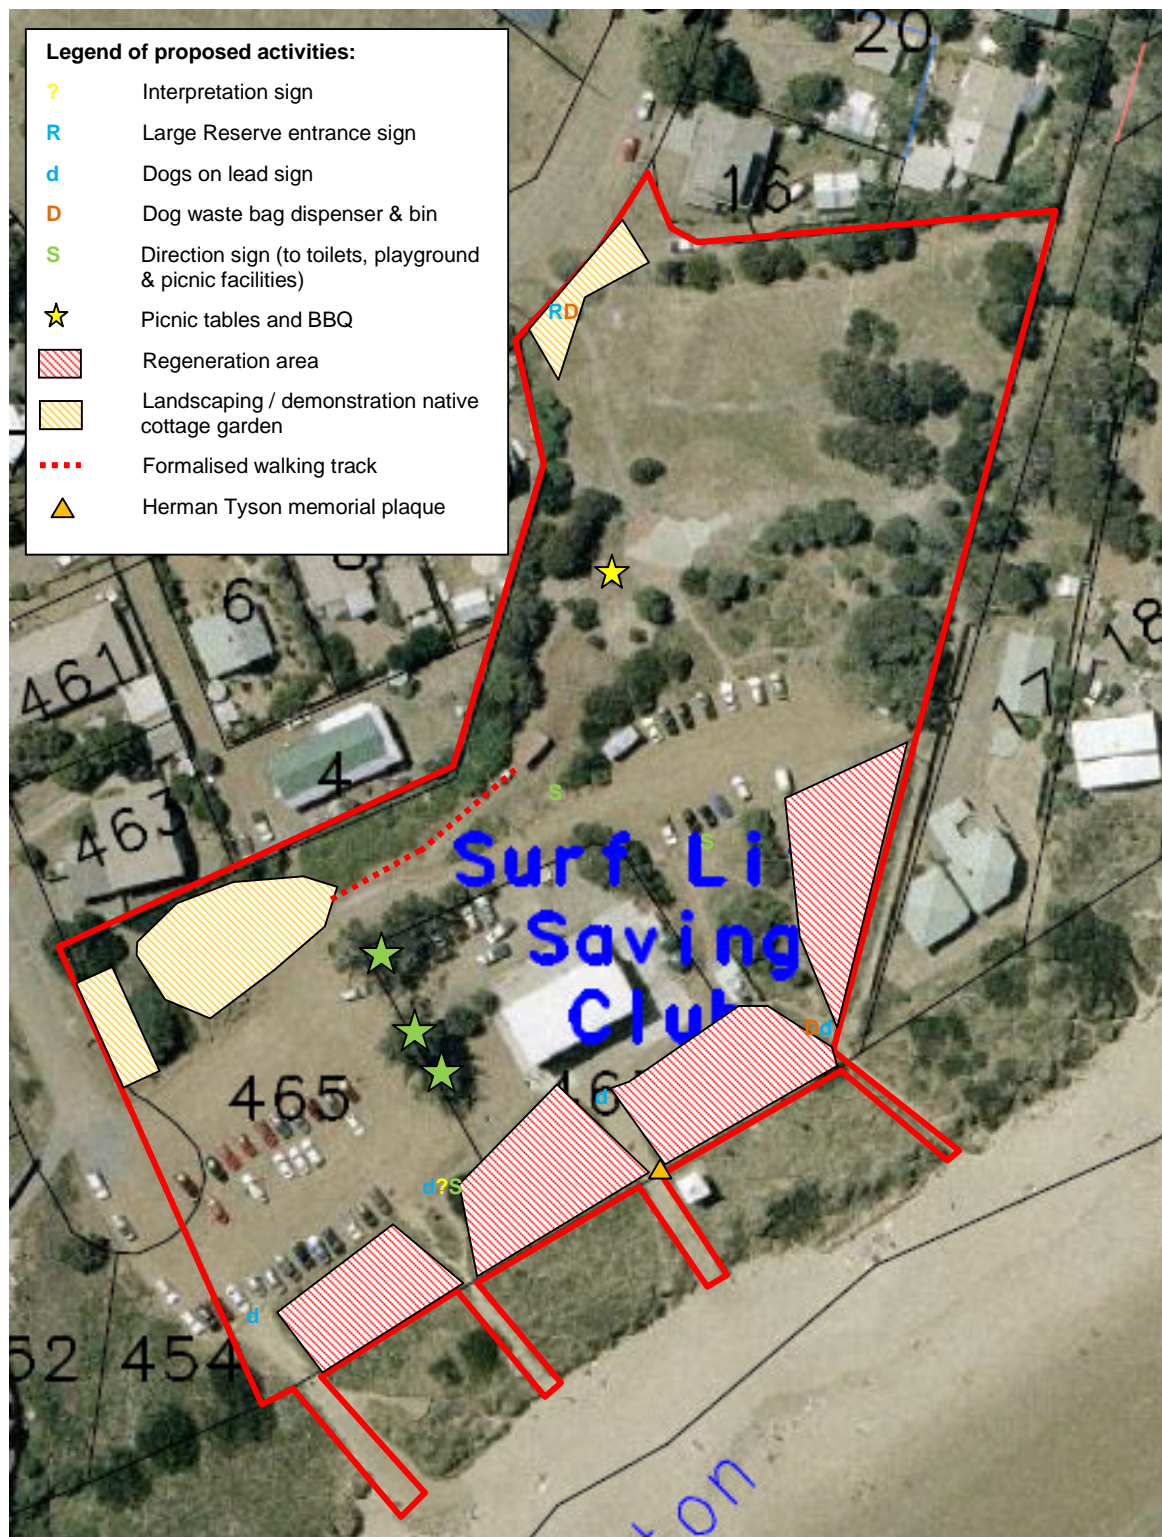 Legend of proposed activities:
? Interpretation sign
R Large Reserve entrance sign
d Dogs on lead sign
D Dog waste bag dispenser & bin
S Direction sign (to toilets, playground
& picnic facilities)
Picnic tables and BBQ
Regeneration area
Landscaping / demonstration native
cottage garden
Formalised walking track
Herman Tyson memorial plaque
20
16
RD
6
18
461
17
4
S
463
S
Surf Li
Saving
Club
Dd
465
d
d?S
d
52 454
ton